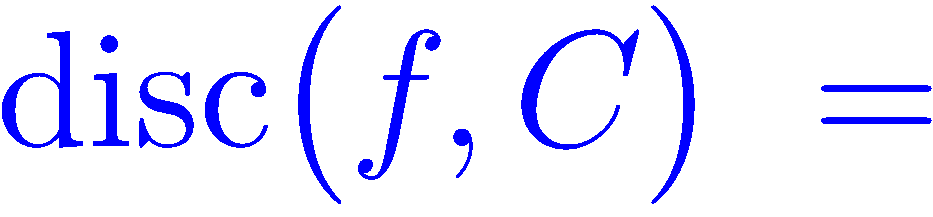 disc(f, C) =